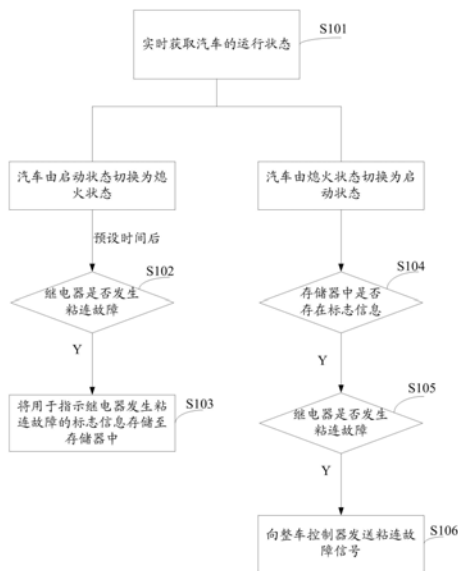 实时获取汽车的运行状态
S101
汽车由启动状态切换为熄
火状态
预设时间后
继电器是否发生
粘连故障
S102
Y
将用于指示继电器发生粘
连故障的标志信息存储至
存储器中
S103
汽车由熄火状态切换为启
动状态
存储器中是否
存在标志信息
S104
Y
继电器是否发生
粘连故障
S105
Y
向整车控制器发送粘连故
障信号
S106